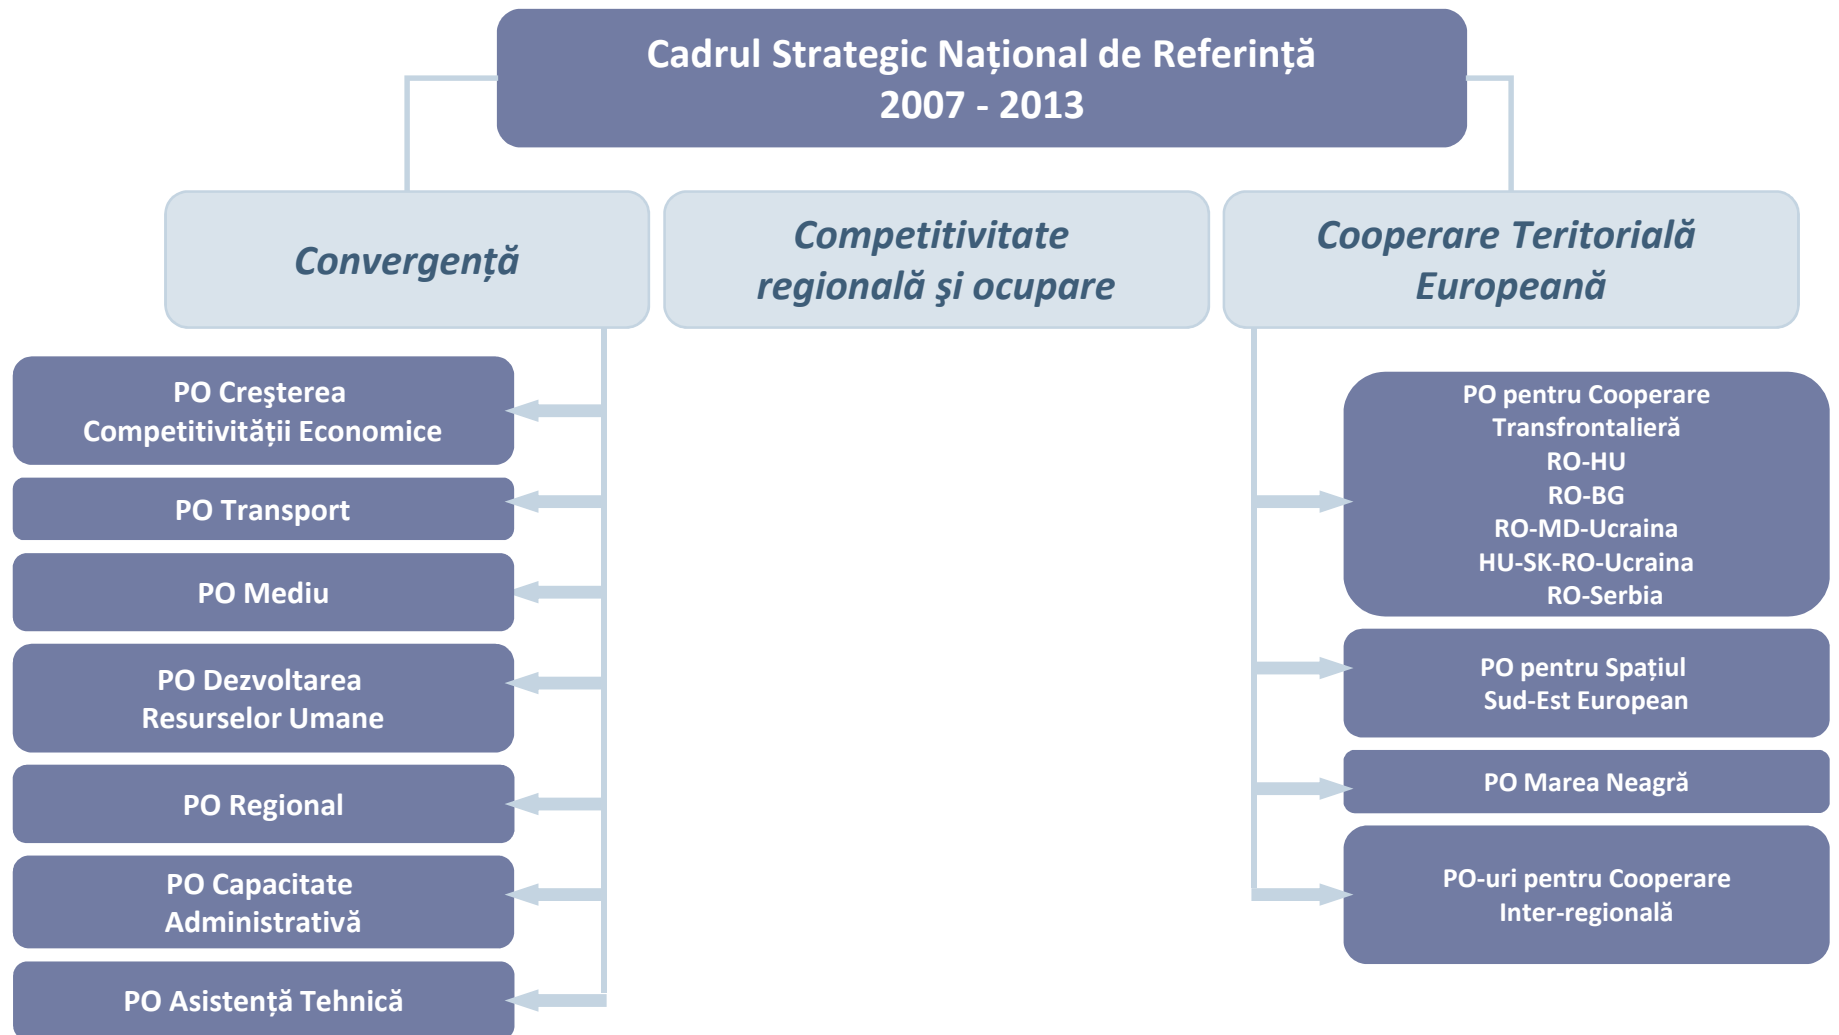 Cadrul Strategic Național de Referință
2007 - 2013
Convergență
Competitivitate
regională şi ocupare
Cooperare Teritorială
Europeană
PO Creşterea
Competitivității Economice
PO Transport
PO Mediu
PO Dezvoltarea
Resurselor Umane
PO Regional
PO Capacitate
Administrativă
PO Asistență Tehnică
PO pentru Cooperare
Transfrontalieră
RO-HU
RO-BG
RO-MD-Ucraina
HU-SK-RO-Ucraina
RO-Serbia
PO pentru Spațiul
Sud-Est European
PO Marea Neagră
PO-uri pentru Cooperare
Inter-regională